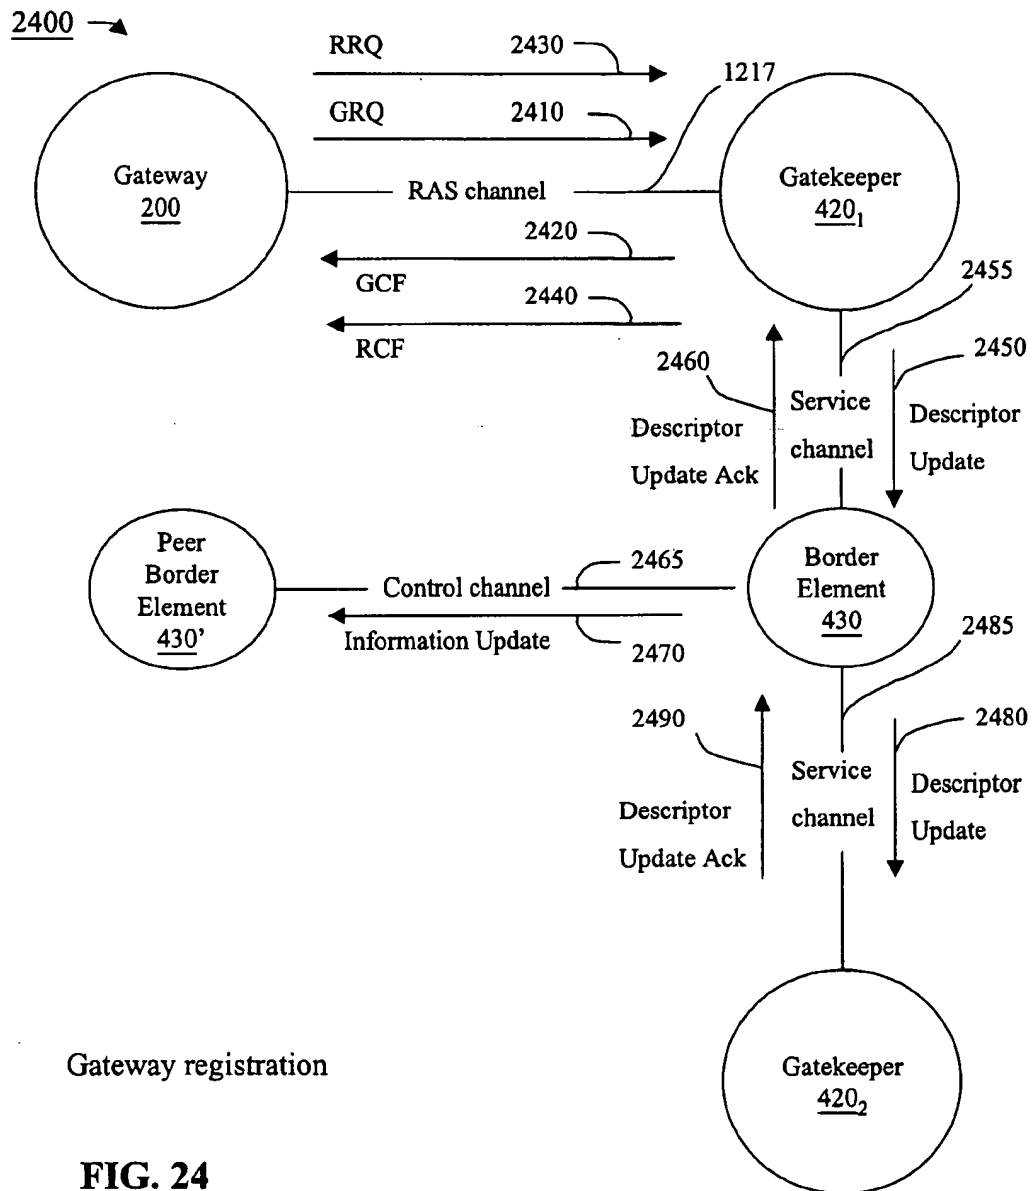 2400
RRQ 2430
1217
GRQ 2410
Gateway
200
RAS channel
Gatekeeper
420₁
2420
GCF
2440
RCF
2455
2460
2450
Service
channel
Descriptor
Update Ack
Descriptor
Update
Peer
Border
Element
430’
Control channel
2465
Information Update
2470
Border
Element
430
2485
2490
2480
Service
channel
Descriptor
Update Ack
Descriptor
Update
Gatekeeper
420₂
Gateway registration
FIG. 24